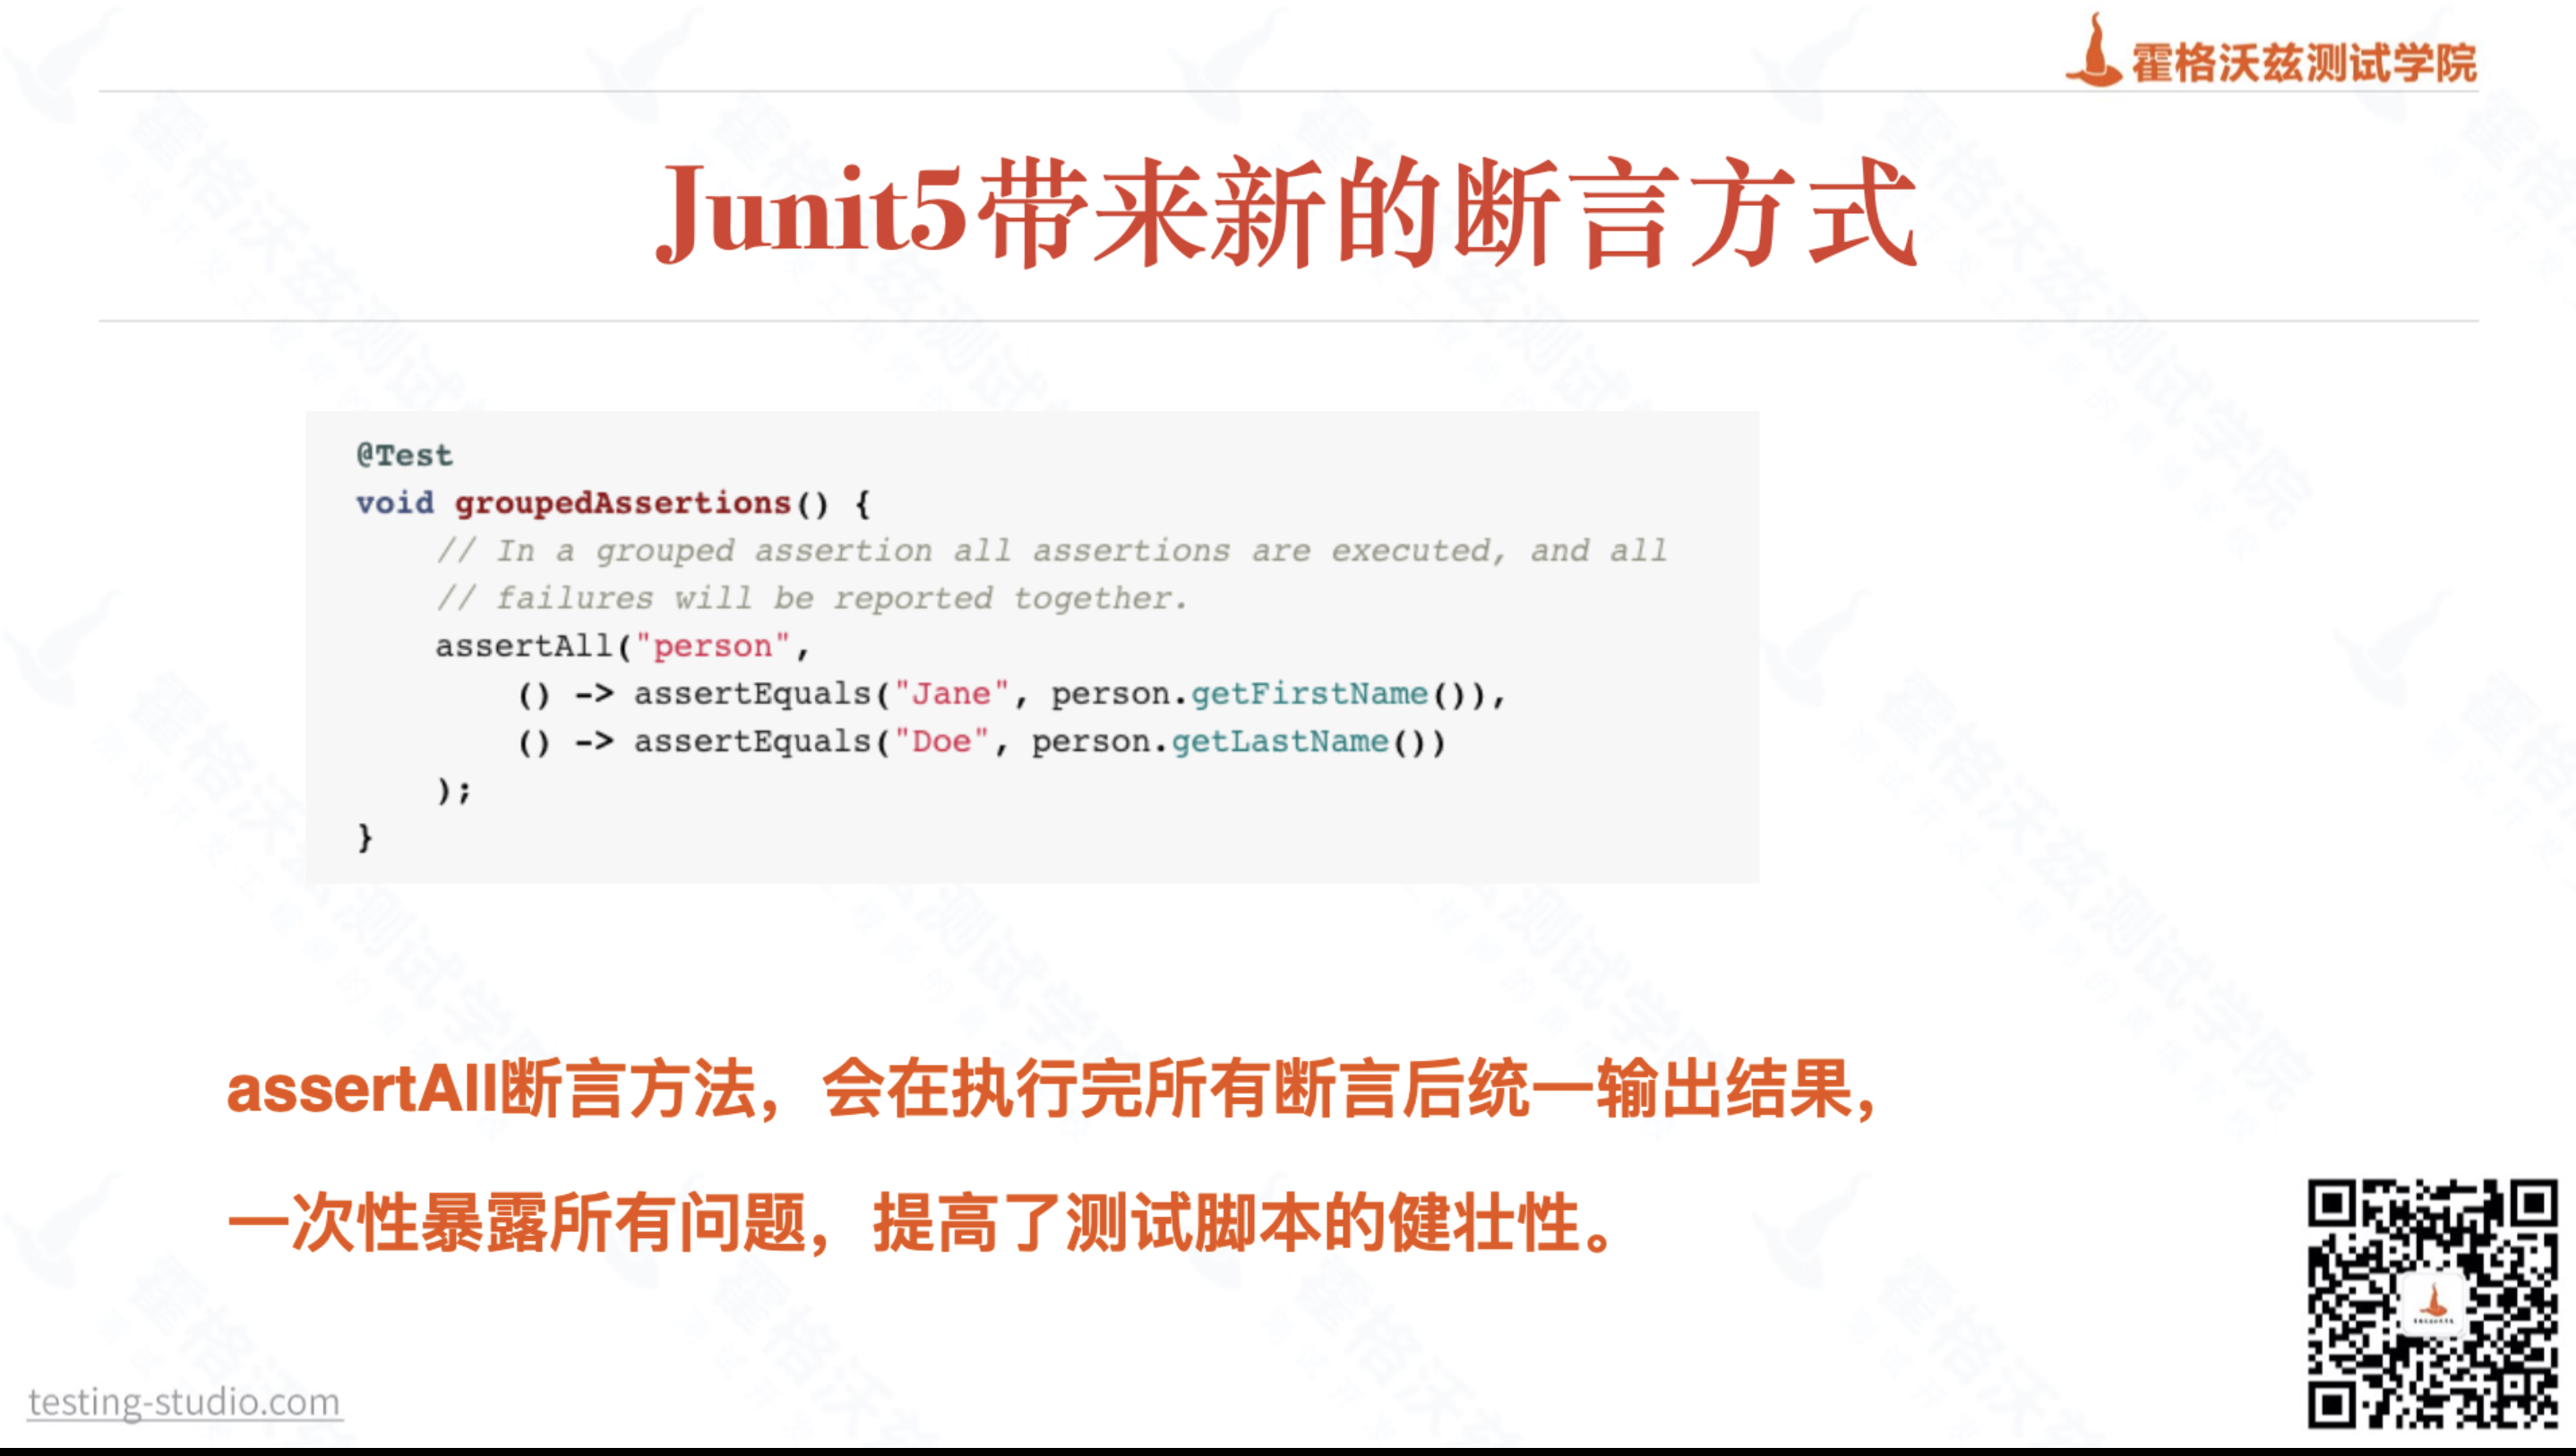 霍格沃兹测试学院
Junit5带来新的断言方式
@Test
void groupedAssertions() {
    // In a grouped assertion all assertions are executed, and all
    // failures will be reported together.
    assertAll("person",
        () -> assertEquals("Jane", person.getFirstName()),
        () -> assertEquals("Doe", person.getLastName())
    );
}
assertAll断言方法，会在执行完所有断言后统一输出结果，
一次性暴露所有问题，提高了测试脚本的健壮性。
testing-studio.com